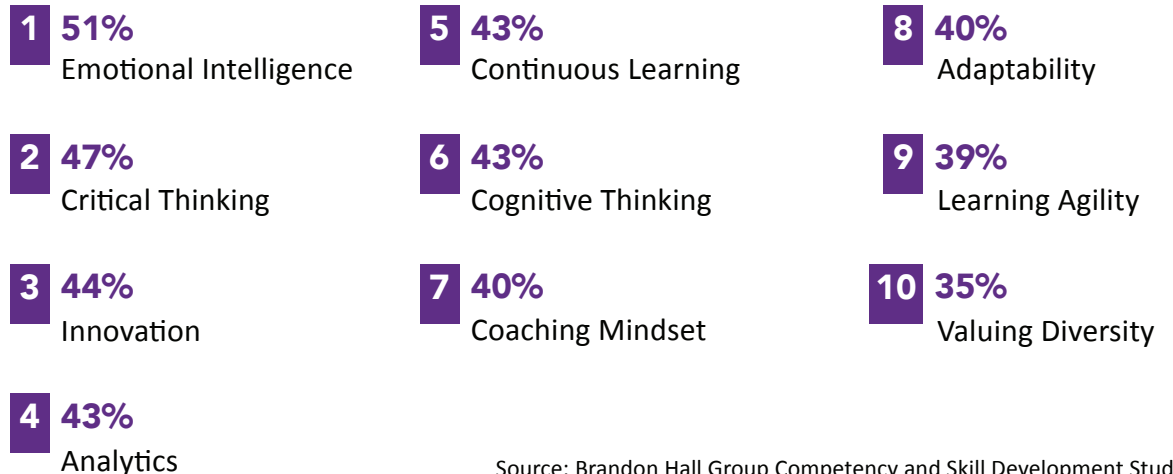 1 51%
Emotional Intelligence
2 47%
Critical Thinking
3 44%
Innovation
4 43%
Analytics
5 43%
Continuous Learning
6 43%
Cognitive Thinking
7 40%
Coaching Mindset
8 40%
Adaptability
9 39%
Learning Agility
10 35%
Valuing Diversity
Source: Brandon Hall Group Competency and Skill Development Stud